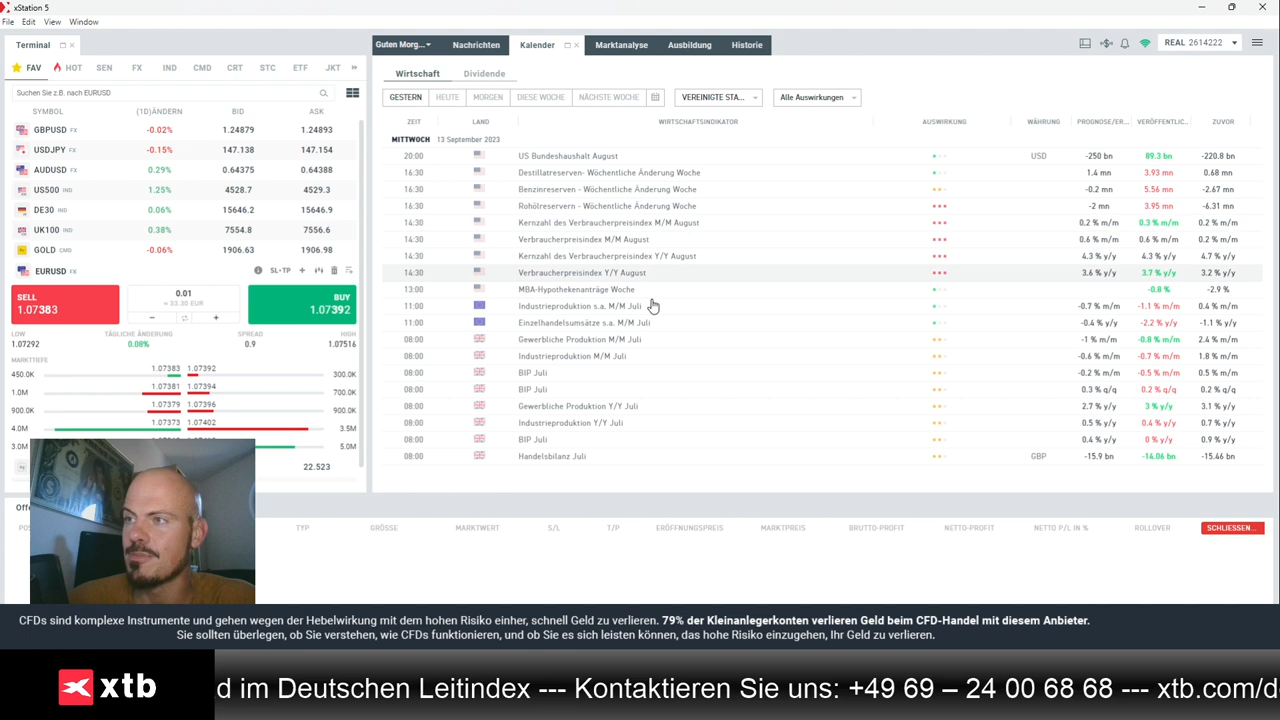 xStation 5
File Edit View Window
Terminal
FAV HOT SEN FX IND CMD CRT STC ETF JKT »
Suchen Sie z.B. nach EURUSD
SYMBOL (1D)ÄNDERN BID ASK
GBPUSD FX -0.02% 1.24879 1.24893
USDJPY FX -0.15% 147.138 147.154
AUDUSD FX 0.29% 0.64375 0.64388
US500 IND 1.25% 4528.7 4529.3
DE30 IND 0.06% 15646.2 15646.9
UK100 IND 0.38% 7554.8 7556.6
GOLD CMD -0.06% 1906.63 1906.98
EURUSD FX SL+TP
SELL 1.07383
0.01
≈ 33.30 EUR
BUY 1.07392
LOW TÄGLICHE ÄNDERUNG SPREAD HIGH
1.07292 0.08% 0.9 1.07516
MARKTTIEFE
450.0K 1.07383 1.07392 300.0K
1.0M 1.07381 1.07394 700.0K
900.0K 1.07379 1.07396 900.0K
4.0M 1.07373 1.07402 3.5M
3.0M 5.0M
22.523
Guten Morg... Nachrichten Kalender Marktanalyse Ausbildung Historie
REAL 2614222
Wirtschaft Dividende
GESTERN HEUTE MORGEN DIESE WOCHE NÄCHSTE WOCHE VEREINIGTE STA... Alle Auswirkungen
ZEIT LAND WIRTSCHAFTSINDIKATOR AUSWIRKUNG WÄHRUNG PROGNOSE/ER... VERÖFFENTLIC... ZUVOR
MITTWOCH 13 September 2023
20:00 US Bundeshaushalt August USD -250 bn 89.3 bn -220.8 bn
16:30 Destillatreserven- Wöchentliche Änderung Woche 1.4 mn 3.93 mn 0.68 mn
16:30 Benzinreserven - Wöchentliche Änderung Woche -0.2 mn 5.56 mn -2.67 mn
16:30 Rohölreservern - Wöchentliche Änderung Woche -2 mn 3.95 mn -6.31 mn
14:30 Kernzahl des Verbraucherpreisindex M/M August 0.2 % m/m 0.3 % m/m 0.2 % m/m
14:30 Verbraucherpreisindex M/M August 0.6 % m/m 0.6 % m/m 0.2 % m/m
14:30 Kernzahl des Verbraucherpreisindex Y/Y August 4.3 % y/y 4.3 % y/y 4.7 % y/y
14:30 Verbraucherpreisindex Y/Y August 3.6 % y/y 3.7 % y/y 3.2 % y/y
13:00 MBA-Hypothekenanträge Woche -0.8 % -2.9 %
11:00 Industrieproduktion s.a. M/M Juli -0.7 % m/m -1.1 % m/m 0.4 % m/m
11:00 Einzelhandelsumsätze s.a. M/M Juli -0.4 % y/y -2.2 % y/y -1.1 % y/y
08:00 Gewerbliche Produktion M/M Juli -1 % m/m -0.8 % m/m 2.4 % m/m
08:00 Industrieproduktion M/M Juli -0.6 % m/m -0.7 % m/m 1.8 % m/m
08:00 BIP Juli -0.2 % m/m -0.5 % m/m 0.5 % m/m
08:00 BIP Juli 0.3 % q/q 0.2 % q/q 0.2 % q/q
08:00 Gewerbliche Produktion Y/Y Juli 2.7 % y/y 3 % y/y 3.1 % y/y
08:00 Industrieproduktion Y/Y Juli 0.5 % y/y 0.4 % y/y 0.7 % y/y
08:00 BIP Juli 0.4 % y/y 0 % y/y 0.9 % y/y
08:00 Handelsbilanz Juli GBP -15.9 bn -14.06 bn -15.46 bn
TYP GRÖSSE MARKTWERT S/L T/P ERÖFFNUNGSPREIS MARKTPREIS BRUTTO-PROFIT NETTO-PROFIT NETTO P/L IN % ROLLOVER SCHLIESSEN...
CFDs sind komplexe Instrumente und gehen wegen der Hebelwirkung mit dem hohen Risiko einher, schnell Geld zu verlieren. 79% der Kleinanlegerkonten verlieren Geld beim CFD-Handel mit diesem Anbieter.
Sie sollten überlegen, ob Sie verstehen, wie CFDs funktionieren, und ob Sie es sich leisten können, das hohe Risiko einzugehen, Ihr Geld zu verlieren.
xtb d im Deutschen Leitindex --- Kontaktieren Sie uns: +49 69 – 24 00 68 68 --- xtb.com/d